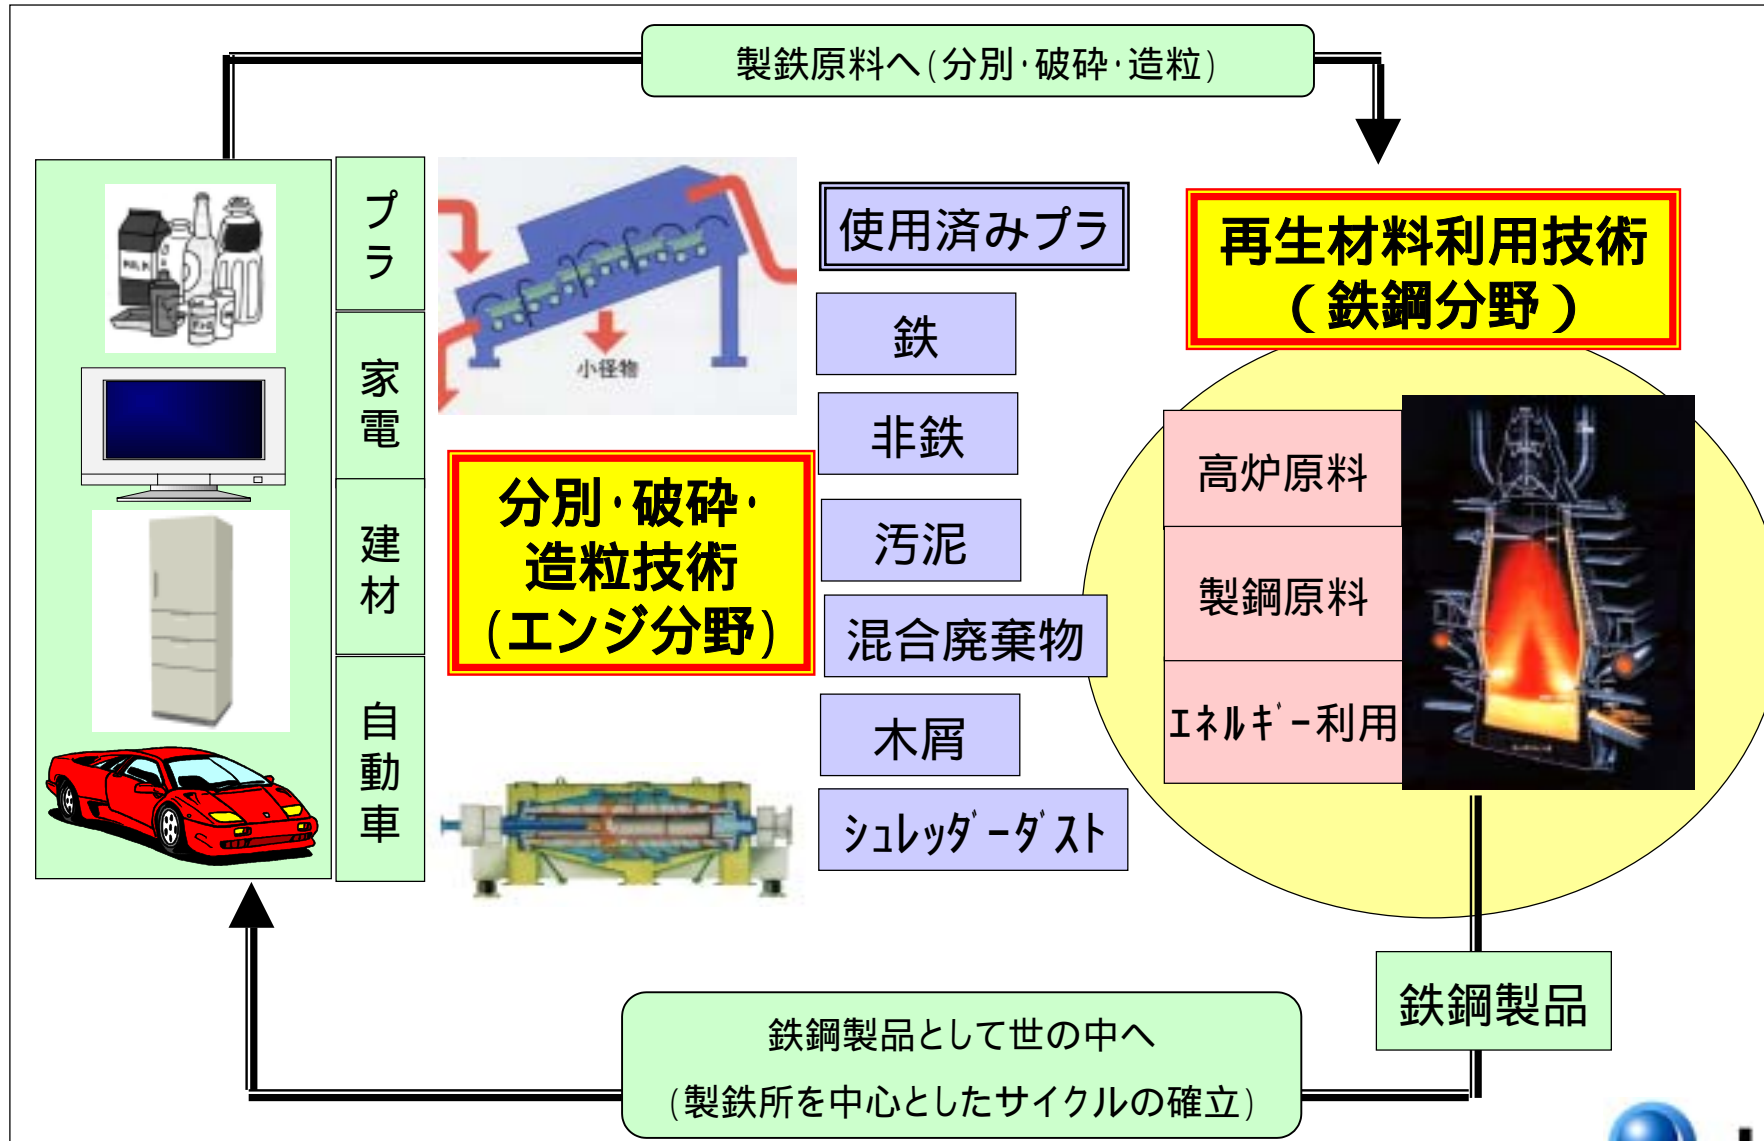 製鉄原料へ(分別・破砕・造粒)
プラ
家電
建材
自動車
小径物
分別・破砕・
造粒技術
(エンジ分野)
使用済みプラ
鉄
非鉄
汚泥
混合廃棄物
木屑
シュレッダーダスト
再生材料利用技術
(鉄鋼分野)
高炉原料
製鋼原料
エネルギー利用
鉄鋼製品
鉄鋼製品として世の中へ
(製鉄所を中心としたサイクルの確立)